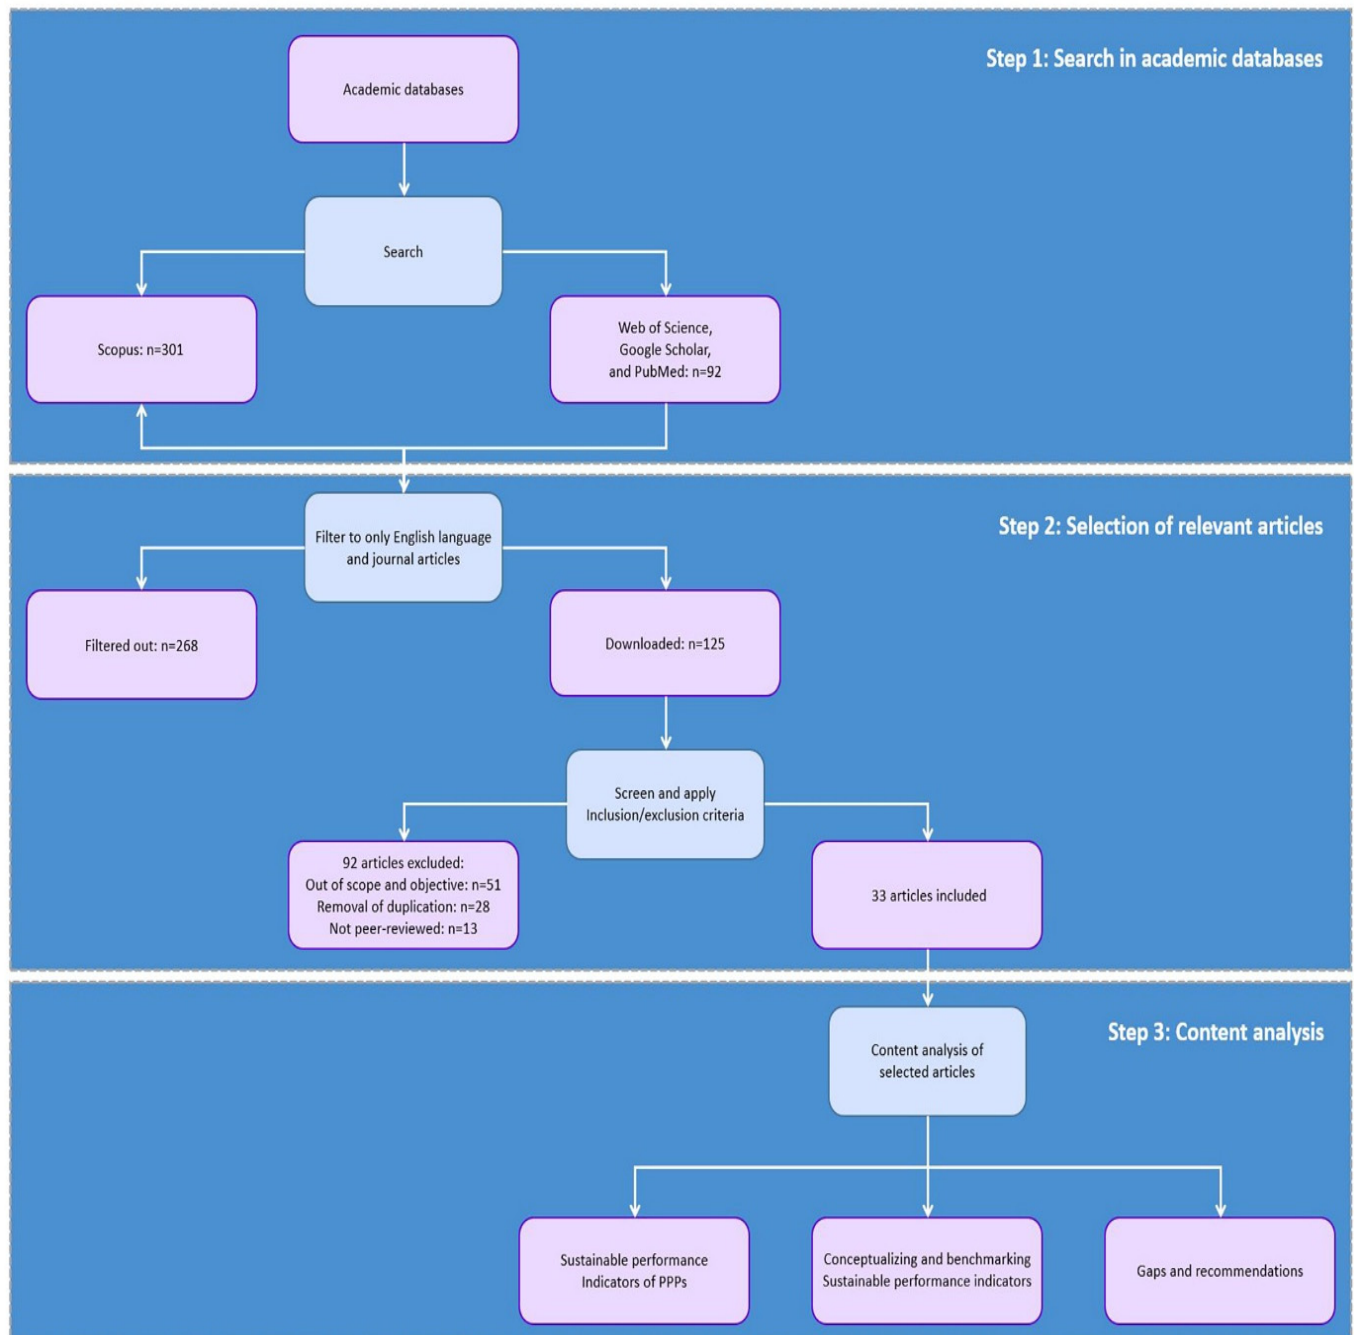 Step 1: Search in academic databases
Academic databases
Search
Scopus: n=301
Web of Science,
Google Scholar,
and PubMed: n=92
Step 2: Selection of relevant articles
Filter to only English language
and journal articles
Filtered out: n=268
Downloaded: n=125
Screen and apply
Inclusion/exclusion criteria
92 articles excluded:
Out of scope and objective: n=51
Removal of duplication: n=28
Not peer-reviewed: n=13
33 articles included
Step 3: Content analysis
Content analysis of
selected articles
Sustainable performance
Indicators of PPPs
Conceptualizing and benchmarking
Sustainable performance indicators
Gaps and recommendations